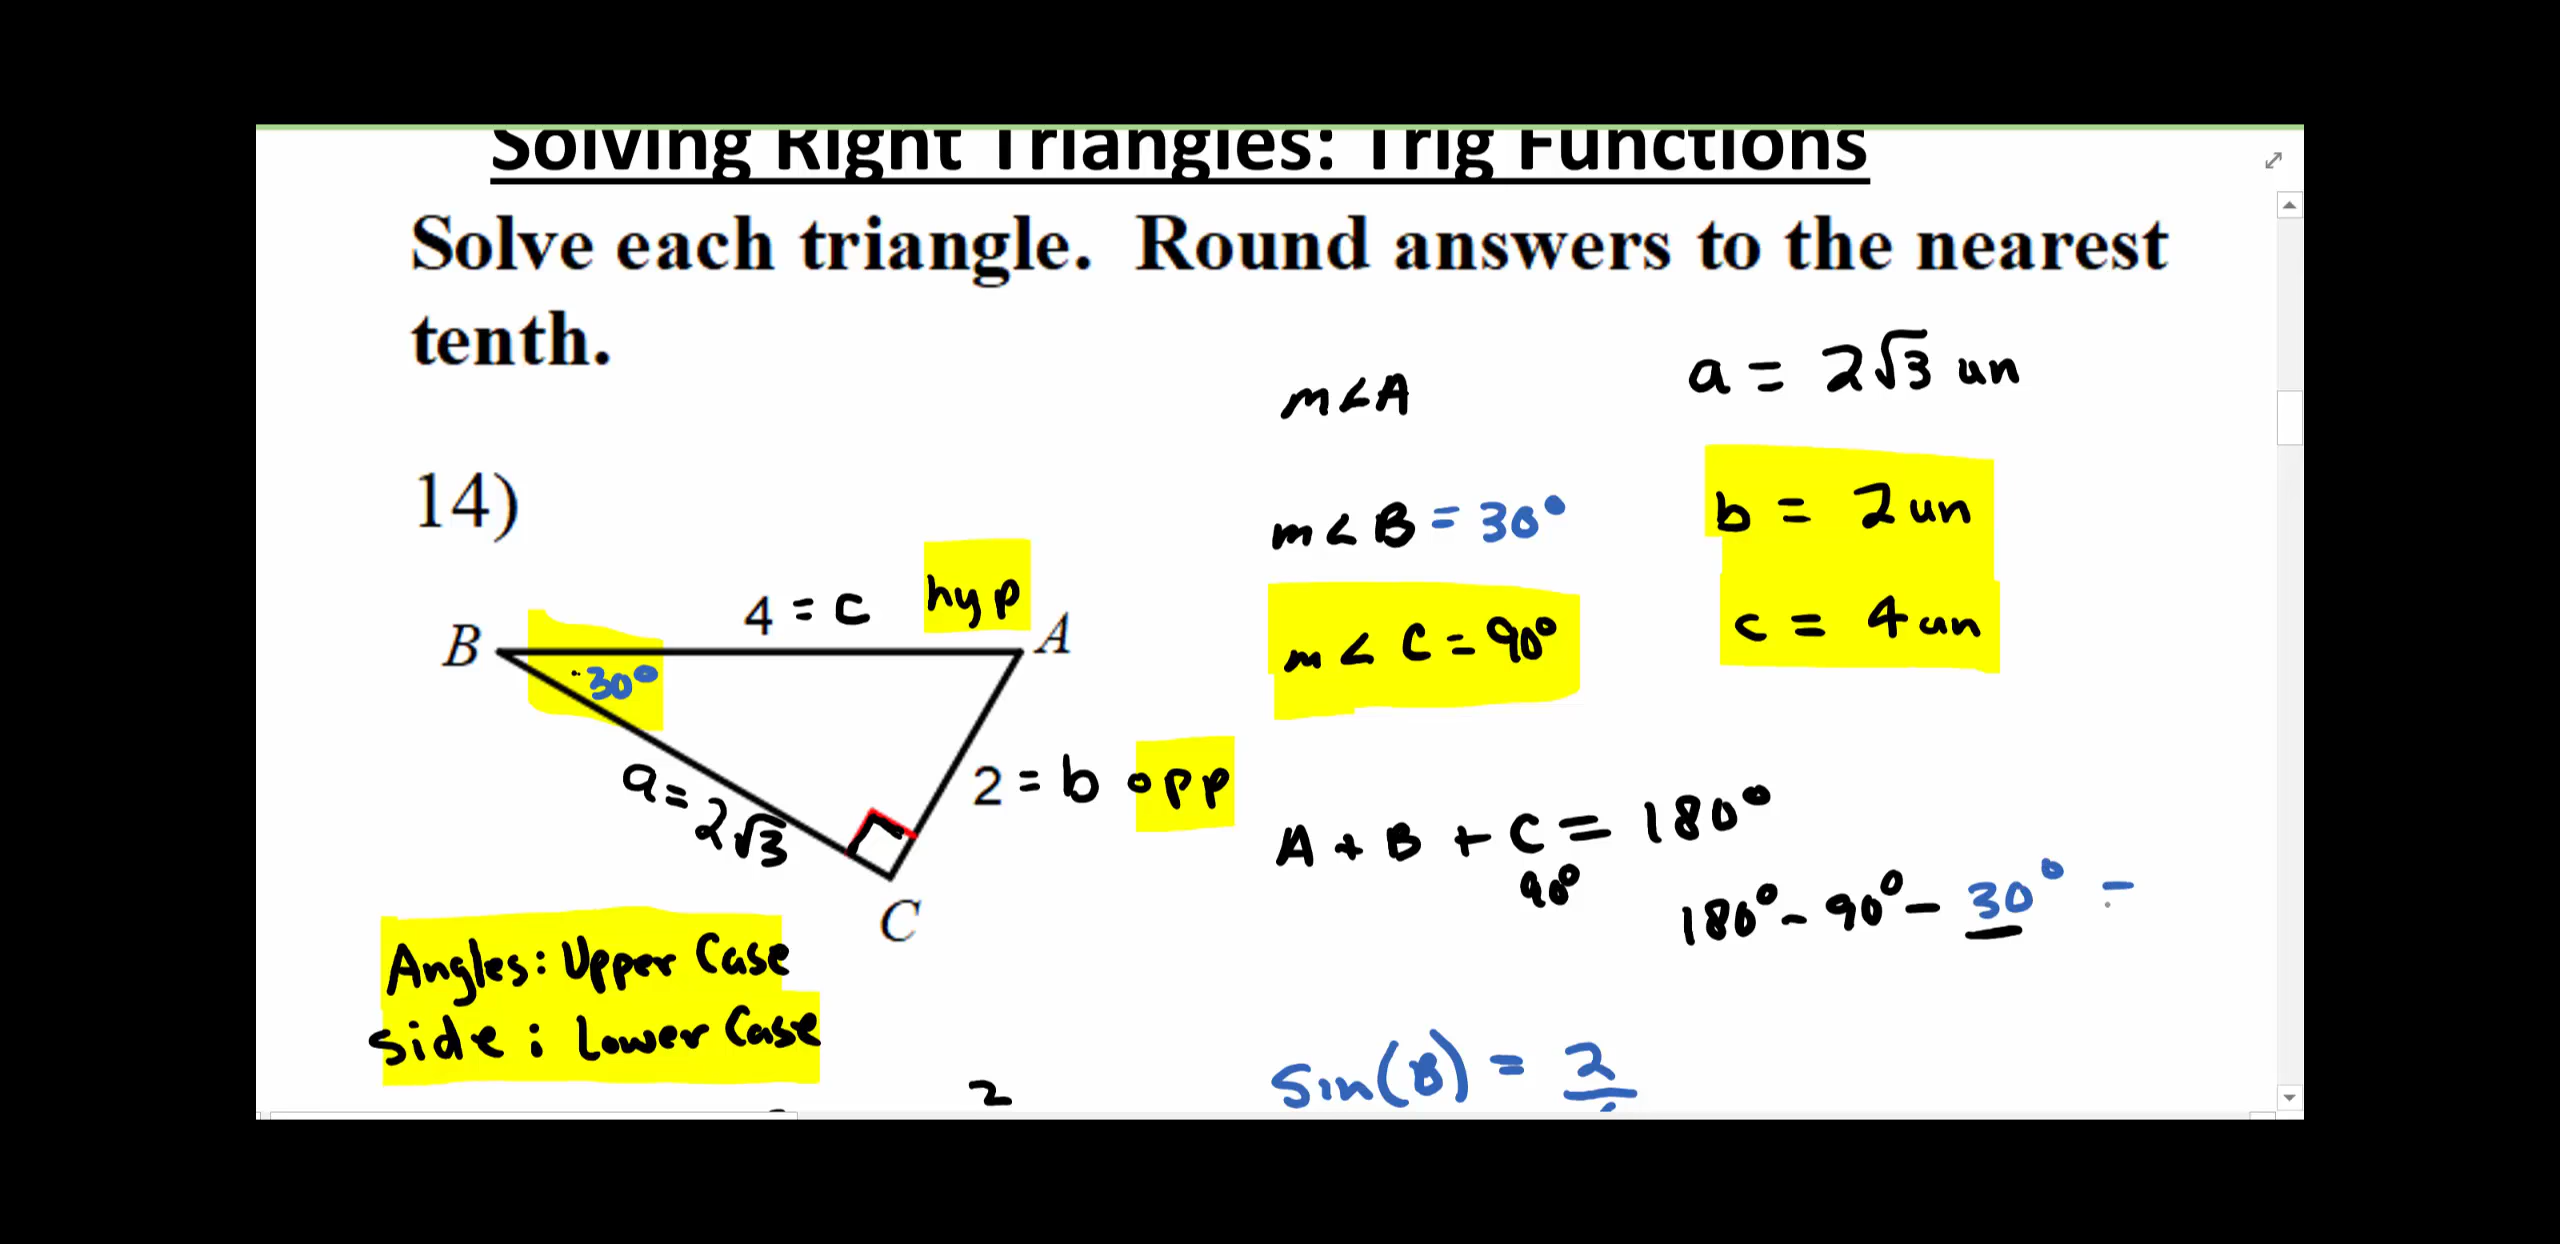 Solving Right Triangles: Trig Functions
Solve each triangle. Round answers to the nearest
tenth.
m∠A
a = 2√3 un
14)
m∠B = 30°
b = 2 un
4 = c hyp
B
A
30°
m∠C = 90°
c = 4 un
a = 2√3
2 = b opp
C
A + B + C = 180°
90°
180° - 90° - 30° =
Angles: Upper Case
Side: Lower Case
2
Sin(B) = 2